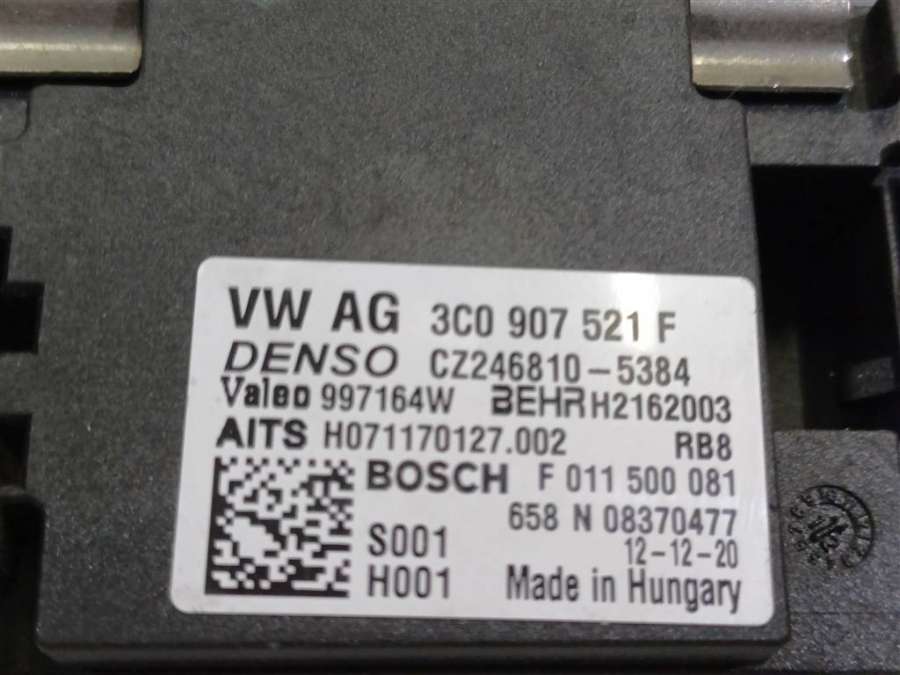 VW AG 3C0 907 521 F
DENSO CZ246810-5384
Valeo 997164W BEHR H2162003
AITS H071170127.002 RB8
BOSCH F 011 500 081
658 N 08370477
S001 12-12-20
H001 Made in Hungary